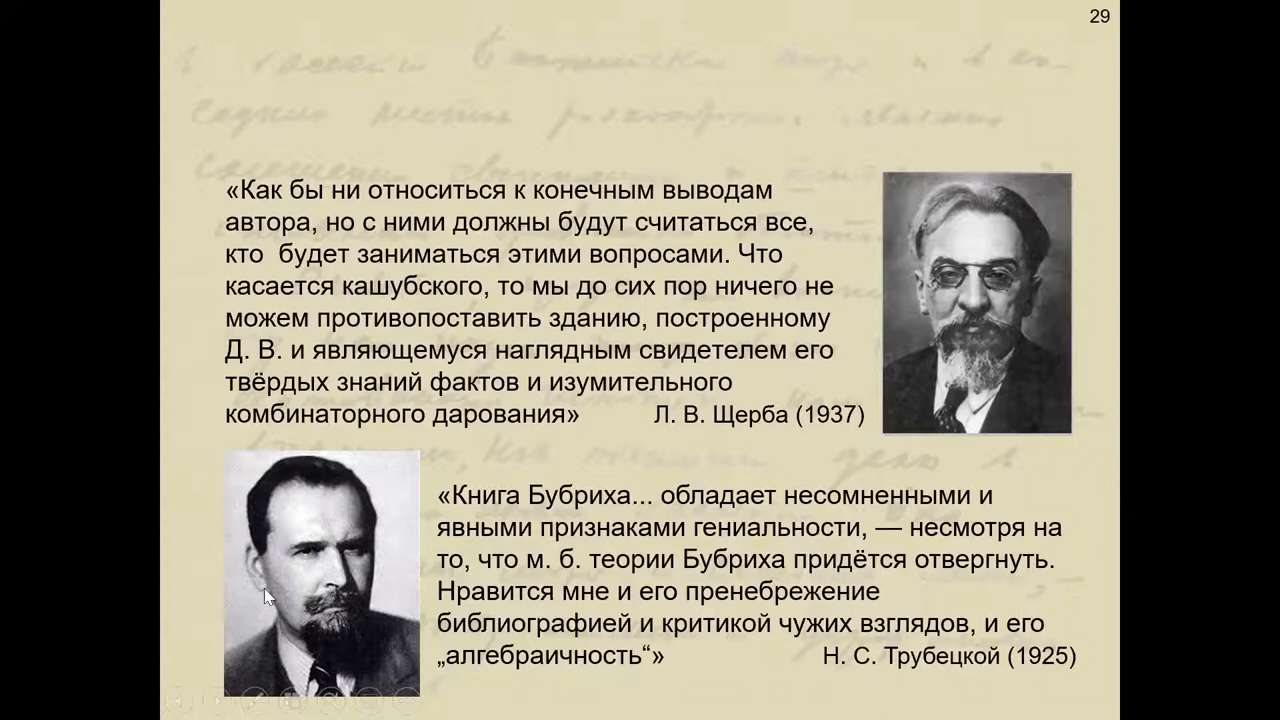 29
«Как бы ни относиться к конечным выводам
автора, но с ними должны будут считаться все,
кто  будет заниматься этими вопросами. Что
касается кашубского, то мы до сих пор ничего не
можем противопоставить зданию, построенному
Д. В. и являющемуся наглядным свидетелем его
твёрдых знаний фактов и изумительного
комбинаторного дарования» Л. В. Щерба (1937)
«Книга Бубриха... обладает несомненными и
явными признаками гениальности, — несмотря на
то, что м. б. теории Бубриха придётся отвергнуть.
Нравится мне и его пренебрежение
библиографией и критикой чужих взглядов, и его
„алгебраичность“» Н. С. Трубецкой (1925)